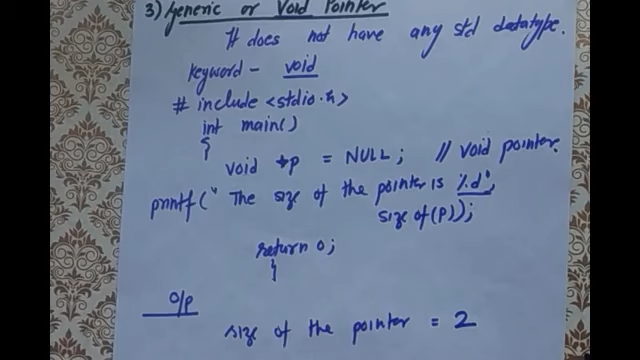 3) Generic or Void Pointer
It does not have any std datatype.
Keyword - void
# include <stdio.h>
int main()
{
void *p = NULL; // void pointer.
printf(" The size of the pointer is %d",
size of(p));
return 0;
}
O/p
size of the pointer = 2